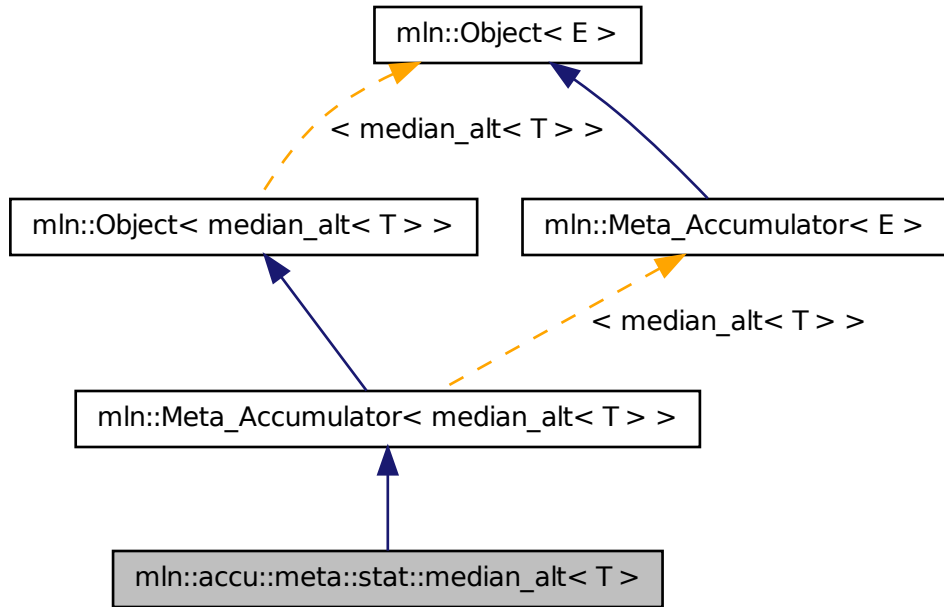 mln::Object< E >
< median_alt< T > >
mln::Object< median_alt< T > >
mln::Meta_Accumulator< E >
< median_alt< T > >
mln::Meta_Accumulator< median_alt< T > >
mln::accu::meta::stat::median_alt< T >